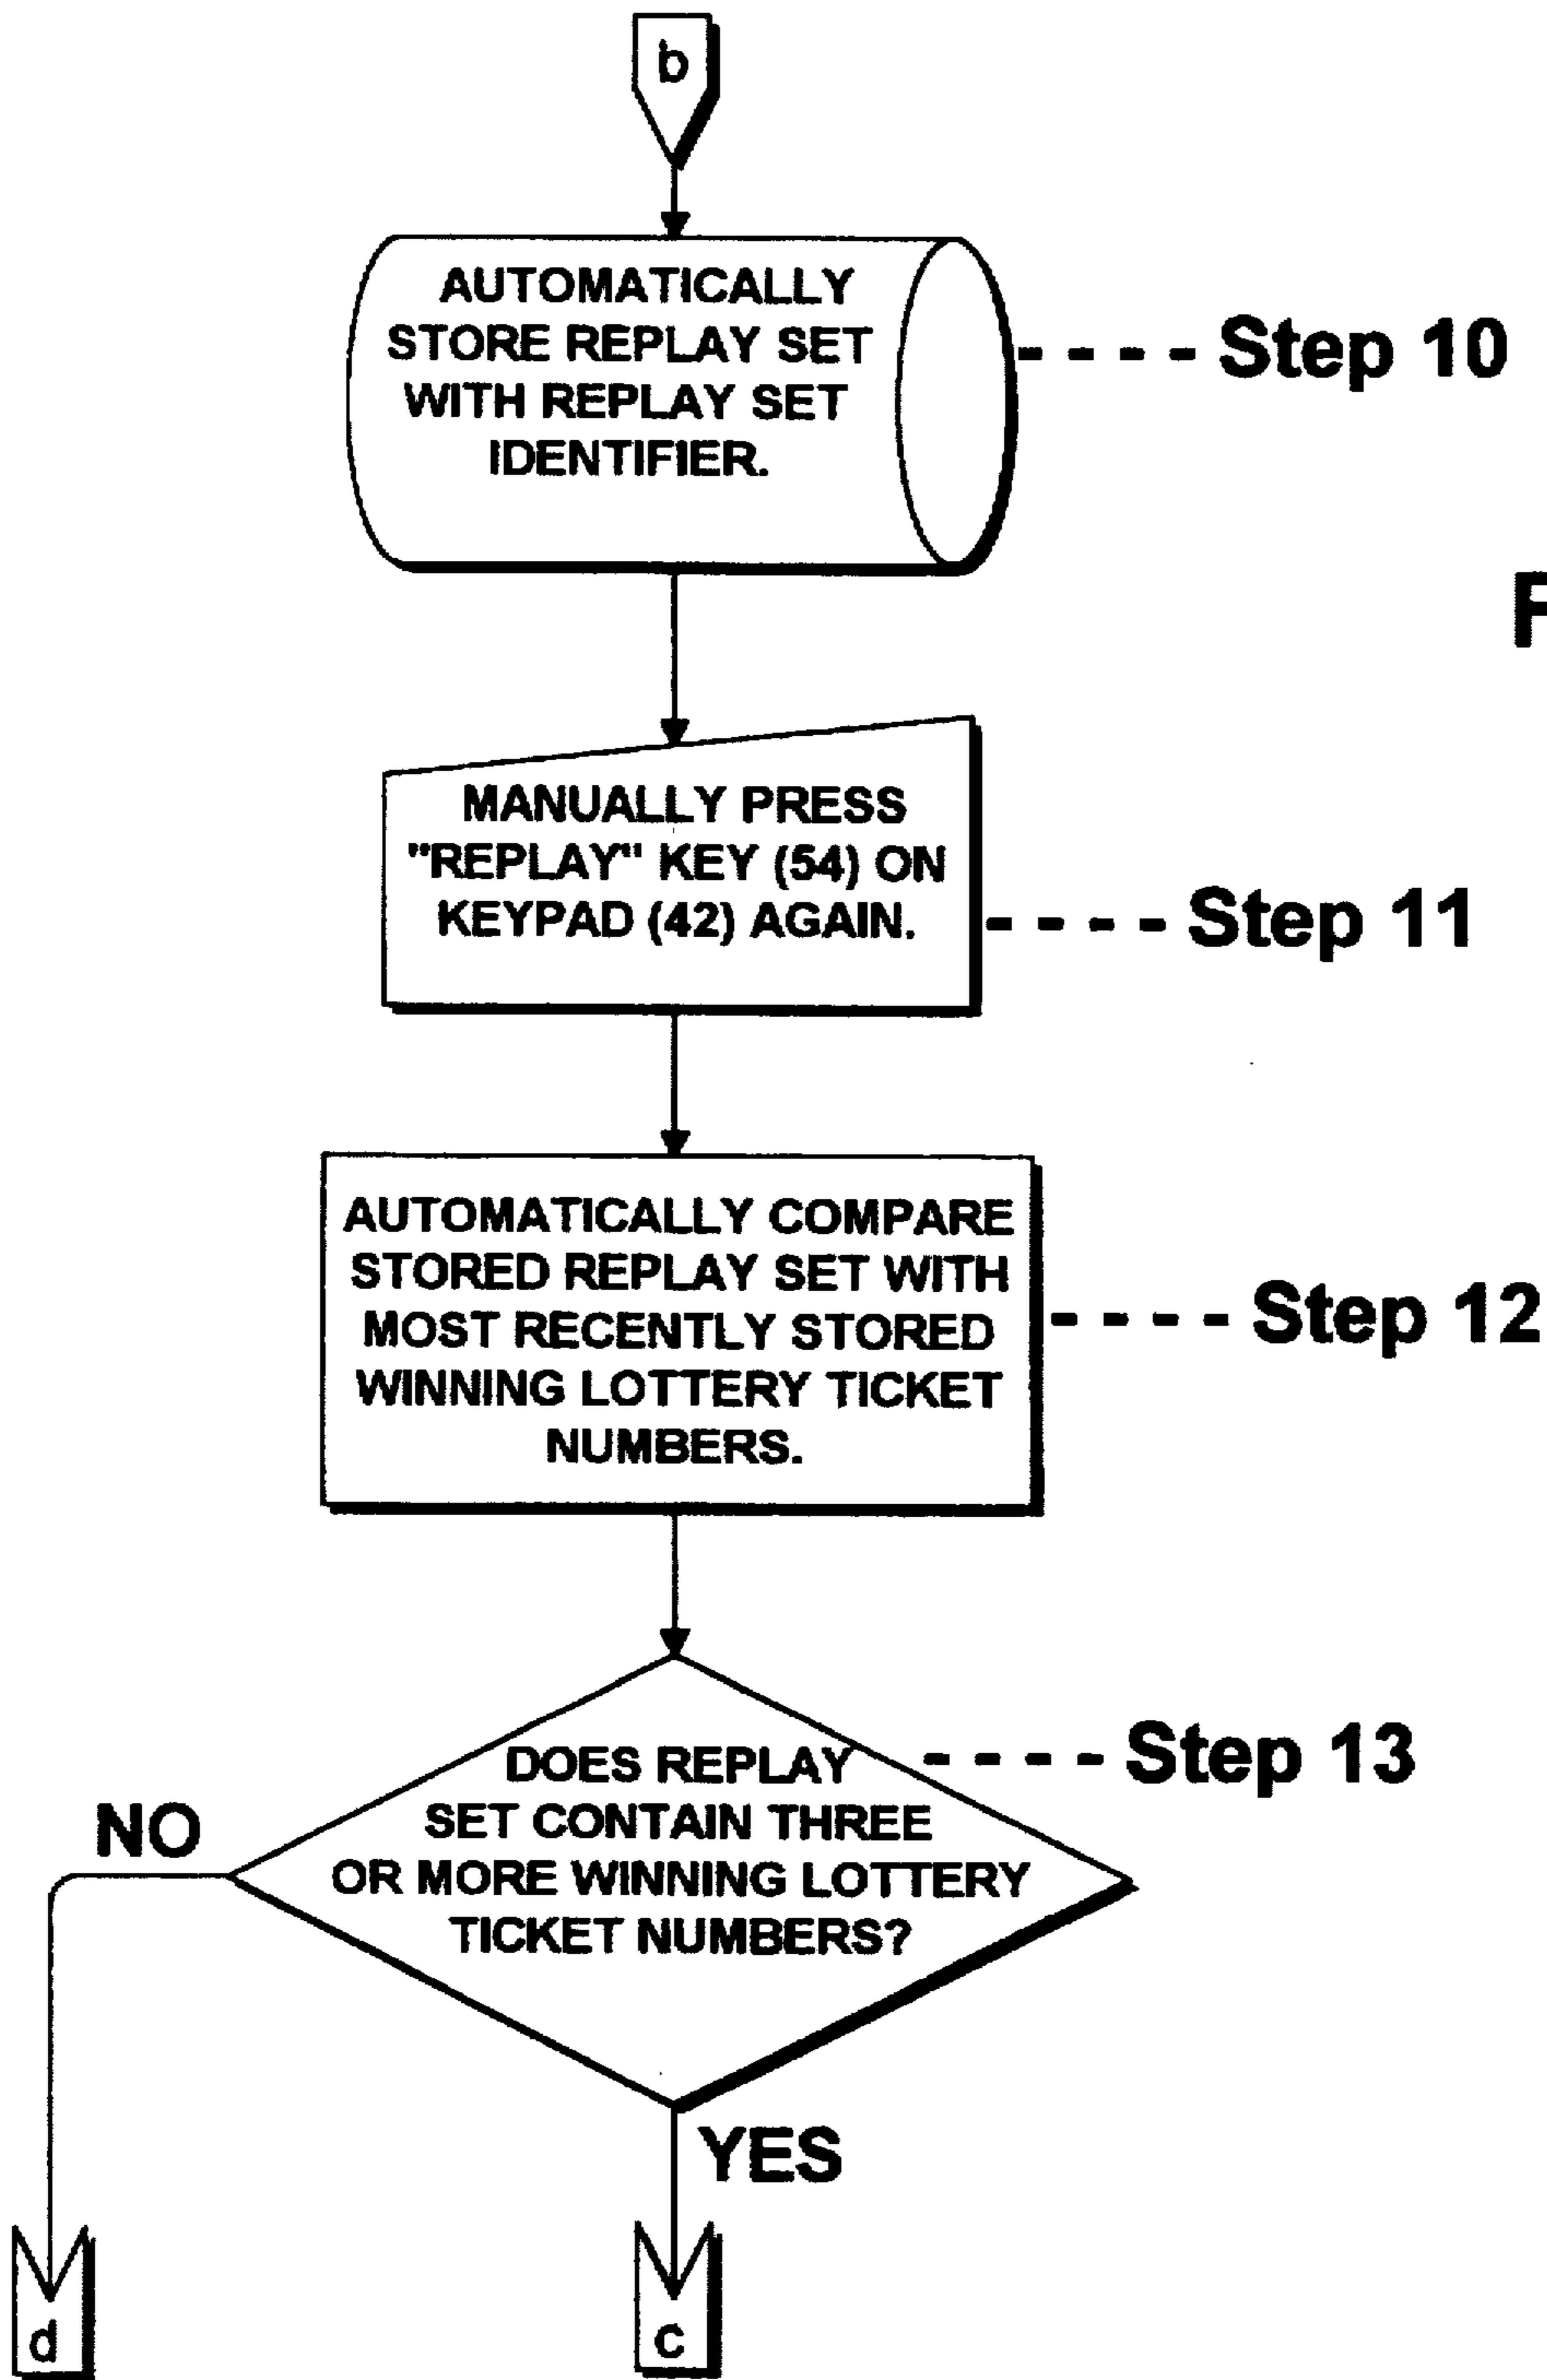 b
AUTOMATICALLY
STORE REPLAY SET
WITH REPLAY SET
IDENTIFIER.
Step 10
F
MANUALLY PRESS
"REPLAY" KEY (54) ON
KEYPAD (42) AGAIN.
Step 11
AUTOMATICALLY COMPARE
STORED REPLAY SET WITH
MOST RECENTLY STORED
WINNING LOTTERY TICKET
NUMBERS.
Step 12
DOES REPLAY
SET CONTAIN THREE
OR MORE WINNING LOTTERY
TICKET NUMBERS?
Step 13
NO
YES
d
c